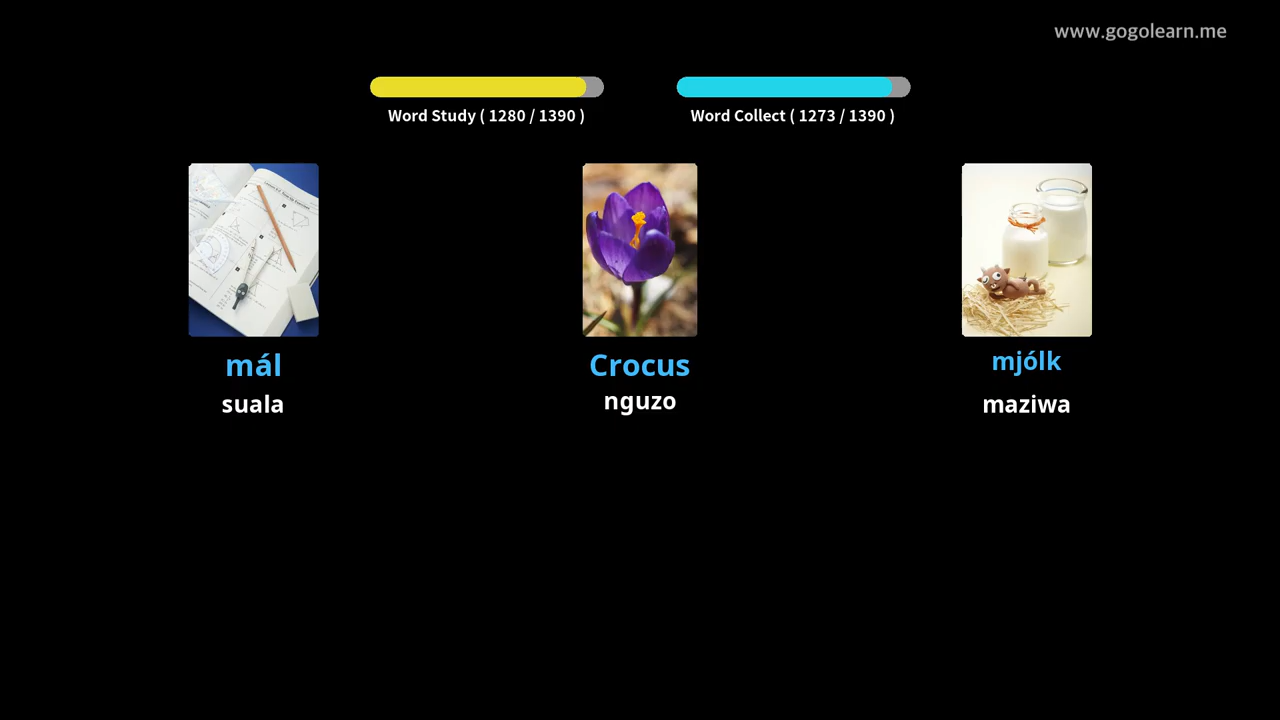 www.gogolearn.me
Word Study ( 1280 / 1390 )
Word Collect ( 1273 / 1390 )
mál
suala
Crocus
nguzo
mjólk
maziwa